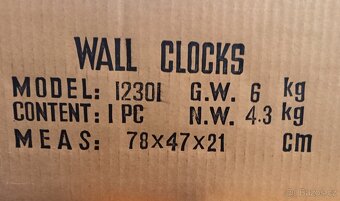 WALL CLOCKS
MODEL: 12301 G.W. 6 kg
CONTENT: 1 PC N.W. 4.3 kg
MEAS: 78x47x21 cm